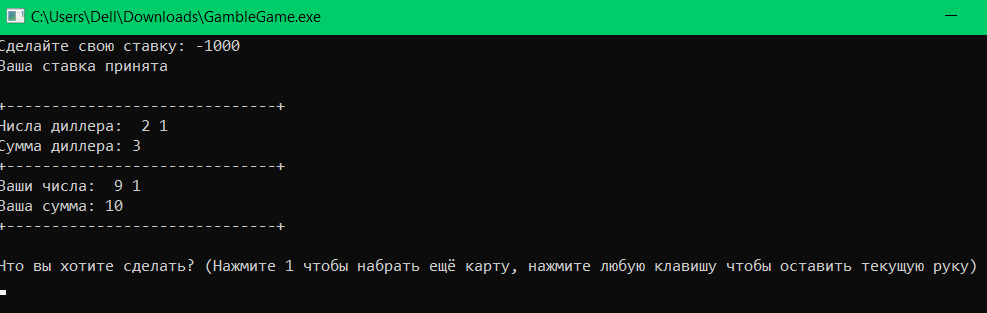 C:\Users\Dell\Downloads\GambleGame.exe
Сделайте свою ставку: -1000
Ваша ставка принята
+------------------------------+
Числа диллера:  2 1
Сумма диллера: 3
+------------------------------+
Ваши числа:  9 1
Ваша сумма: 10
+------------------------------+
Что вы хотите сделать? (Нажмите 1 чтобы набрать ещё карту, нажмите любую клавишу чтобы оставить текущую руку)